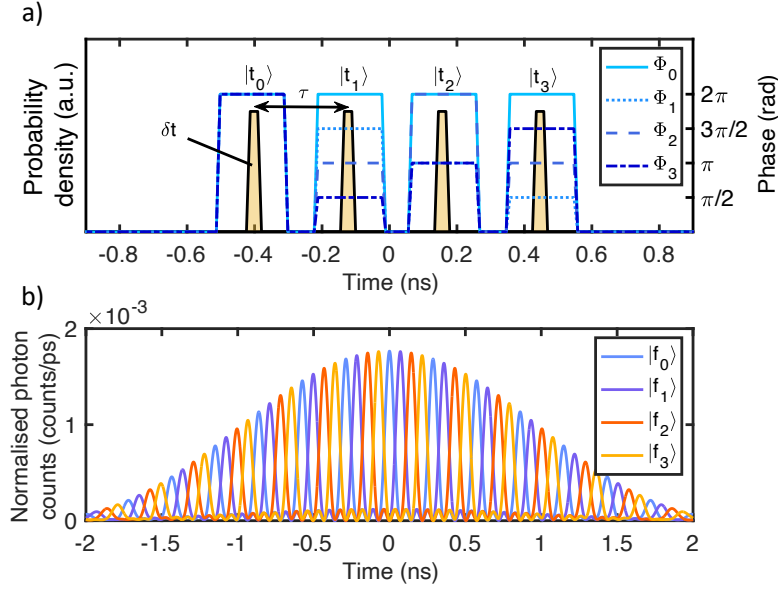 a)
Probability
density (a.u.)
|t₀⟩ |t₁⟩ |t₂⟩ |t₃⟩
τ
δt
Φ₀
Φ₁
Φ₂
Φ₃
2π
3π/2
π
π/2
Phase (rad)
-0.8 -0.6 -0.4 -0.2 0 0.2 0.4 0.6 0.8
Time (ns)
b)
×10⁻³
Normalised photon
counts (counts/ps)
2
1
0
|f₀⟩
|f₁⟩
|f₂⟩
|f₃⟩
-2 -1.5 -1 -0.5 0 0.5 1 1.5 2
Time (ns)